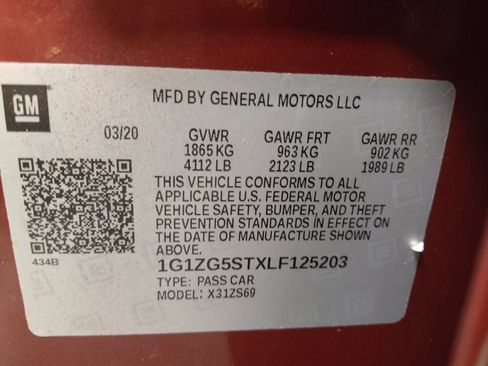 GM
MFD BY GENERAL MOTORS LLC
03/20 GVWR GAWR FRT GAWR RR
1865 KG 963 KG 902 KG
4112 LB 2123 LB 1989 LB
THIS VEHICLE CONFORMS TO ALL
APPLICABLE U.S. FEDERAL MOTOR
VEHICLE SAFETY, BUMPER, AND THEFT
PREVENTION STANDARDS IN EFFECT ON
THE DATE OF MANUFACTURE SHOWN
ABOVE.
434B
1G1ZG5STXLF125203
TYPE: PASS CAR
MODEL: X31ZS69